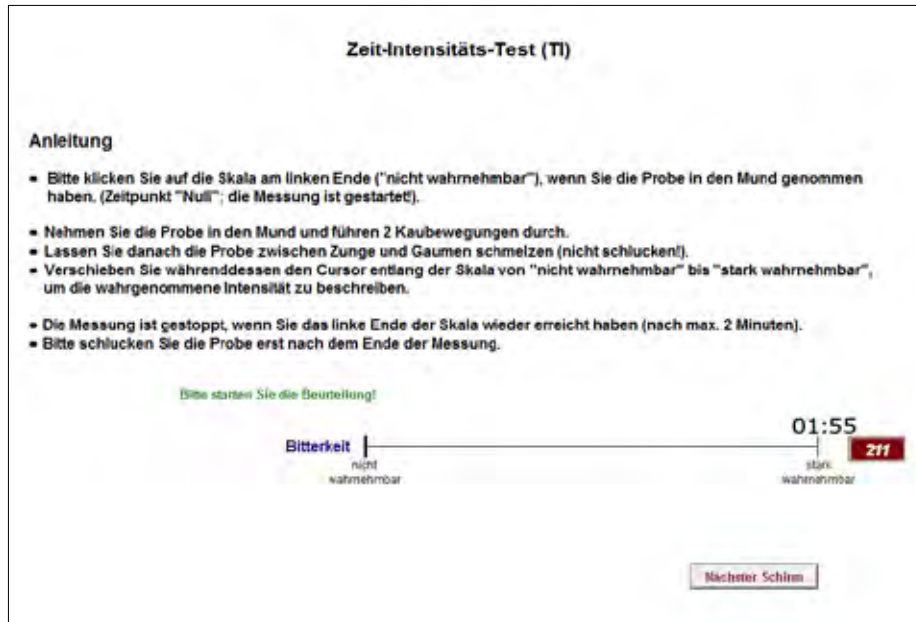 Zeit-Intensitäts-Test (TI)
Anleitung
▪ Bitte klicken Sie auf die Skala am linken Ende ("nicht wahrnehmbar"), wenn Sie die Probe in den Mund genommen
haben. (Zeitpunkt "Null"; die Messung ist gestartet!).
▪ Nehmen Sie die Probe in den Mund und führen 2 Kaubewegungen durch.
▪ Lassen Sie danach die Probe zwischen Zunge und Gaumen schmelzen (nicht schlucken!).
▪ Verschieben Sie währenddessen den Cursor entlang der Skala von "nicht wahrnehmbar" bis "stark wahrnehmbar",
um die wahrgenommene Intensität zu beschreiben.
▪ Die Messung ist gestoppt, wenn Sie das linke Ende der Skala wieder erreicht haben (nach max. 2 Minuten).
▪ Bitte schlucken Sie die Probe erst nach dem Ende der Messung.
Bitte starten Sie die Beurteilung!
01:55
Bitterkeit
211
nicht
wahrnehmbar
stark
wahrnehmbar
Nächster Schirm